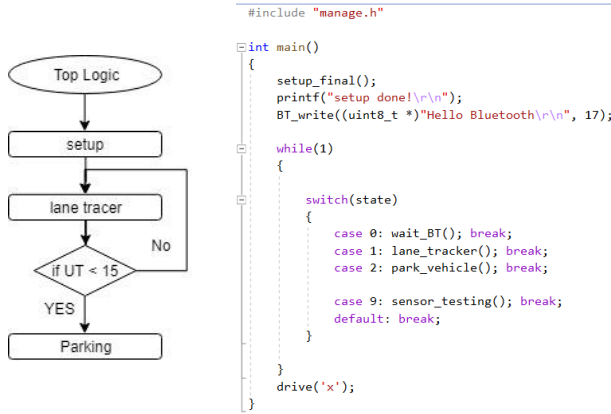 Top Logic
setup
lane tracer
No
if UT < 15
YES
Parking
#include "manage.h"
int main()
{
setup_final();
printf("setup done!\r\n");
BT_write((uint8_t *)"Hello Bluetooth\r\n", 17);
while(1)
{
switch(state)
{
case 0: wait_BT(); break;
case 1: lane_tracker(); break;
case 2: park_vehicle(); break;
case 9: sensor_testing(); break;
default: break;
}
}
drive('x');
}